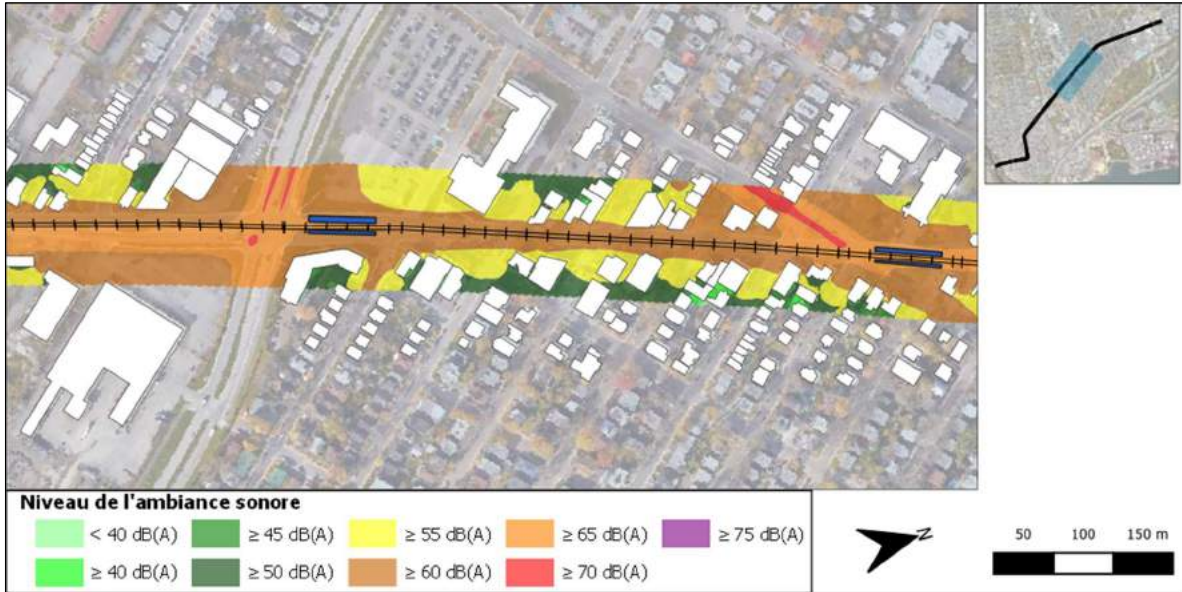 Niveau de l'ambiance sonore
< 40 dB(A) ≥ 45 dB(A) ≥ 55 dB(A) ≥ 65 dB(A) ≥ 75 dB(A)
≥ 40 dB(A) ≥ 50 dB(A) ≥ 60 dB(A) ≥ 70 dB(A)
N
50 100 150 m